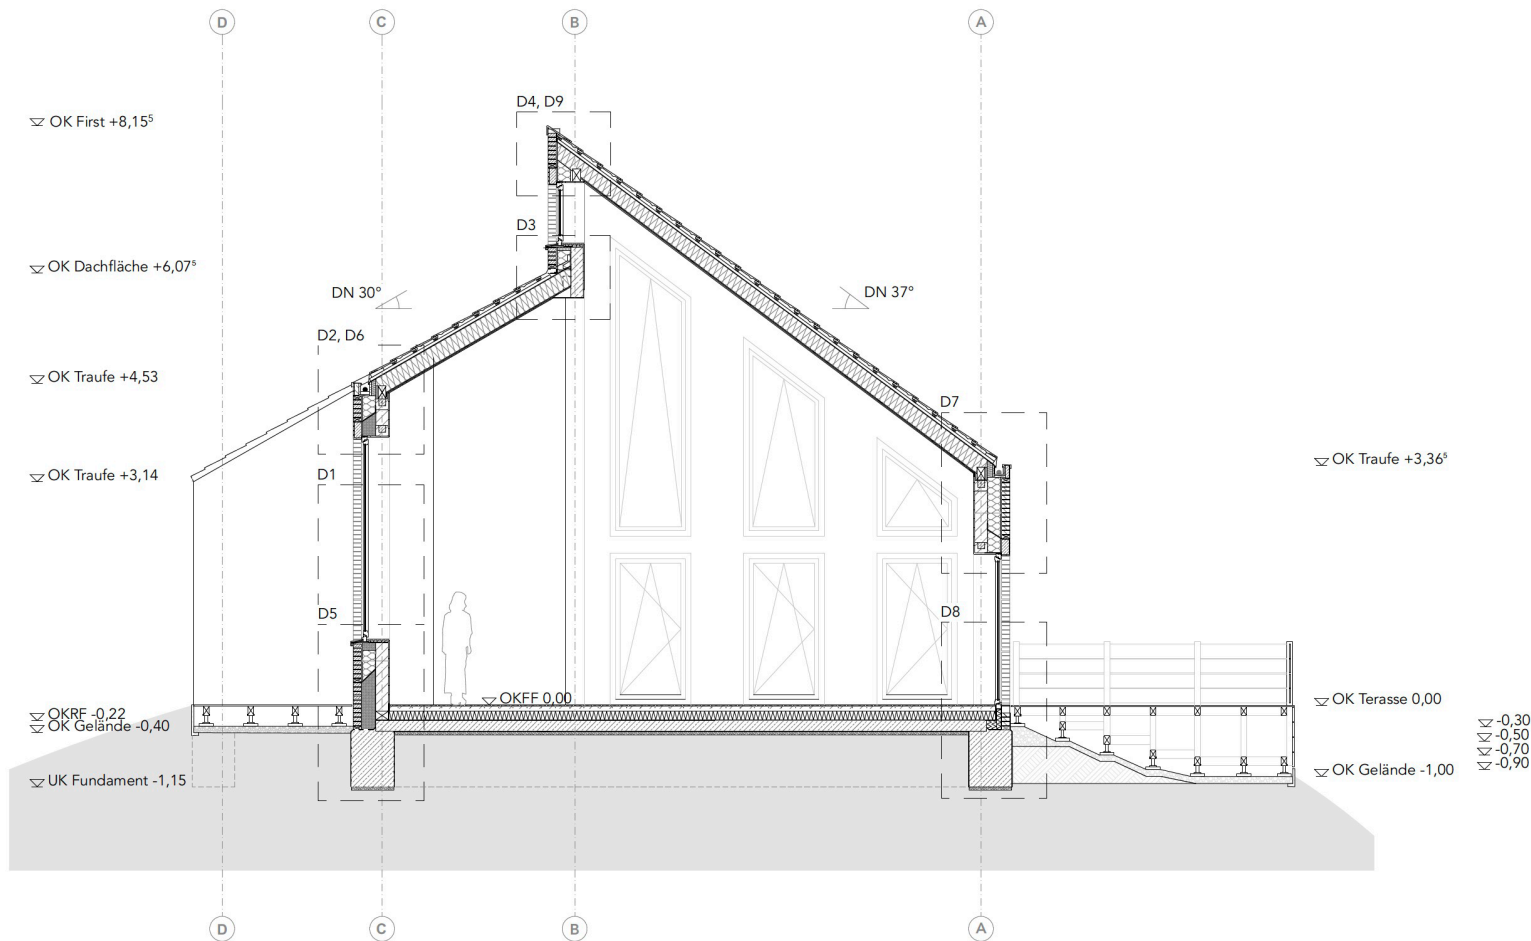 D
C
B
A
D4, D9
OK First +8,15⁵
D3
OK Dachfläche +6,07⁵
DN 30°
DN 37°
D2, D6
OK Traufe +4,53
D7
OK Traufe +3,14
D1
OK Traufe +3,36⁵
D5
D8
OKFF 0,00
OK Terasse 0,00
OKRF -0,22
OK Gelände -0,40
-0,30
-0,50
-0,70
-0,90
UK Fundament -1,15
OK Gelände -1,00
D
C
B
A